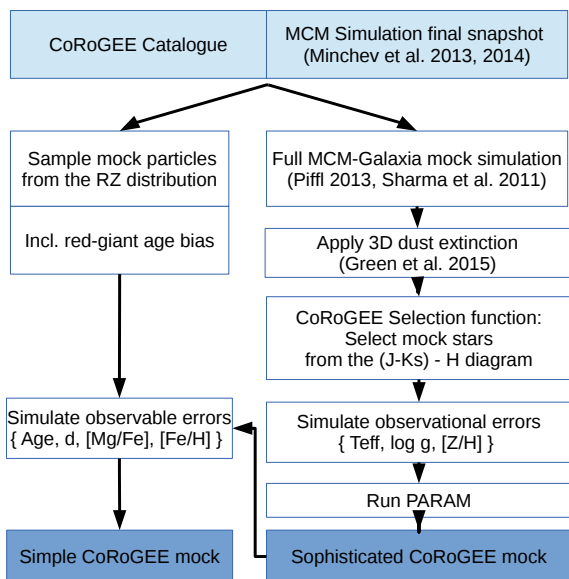 CoRoGEE Catalogue
MCM Simulation final snapshot
(Minchev et al. 2013, 2014)
Sample mock particles
from the RZ distribution
Incl. red-giant age bias
Full MCM-Galaxia mock simulation
(Piffl 2013, Sharma et al. 2011)
Apply 3D dust extinction
(Green et al. 2015)
CoRoGEE Selection function:
Select mock stars
from the (J-Ks) - H diagram
Simulate observable errors
{ Age, d, [Mg/Fe], [Fe/H] }
Simulate observational errors
{ Teff, log g, [Z/H] }
Run PARAM
Simple CoRoGEE mock
Sophisticated CoRoGEE mock